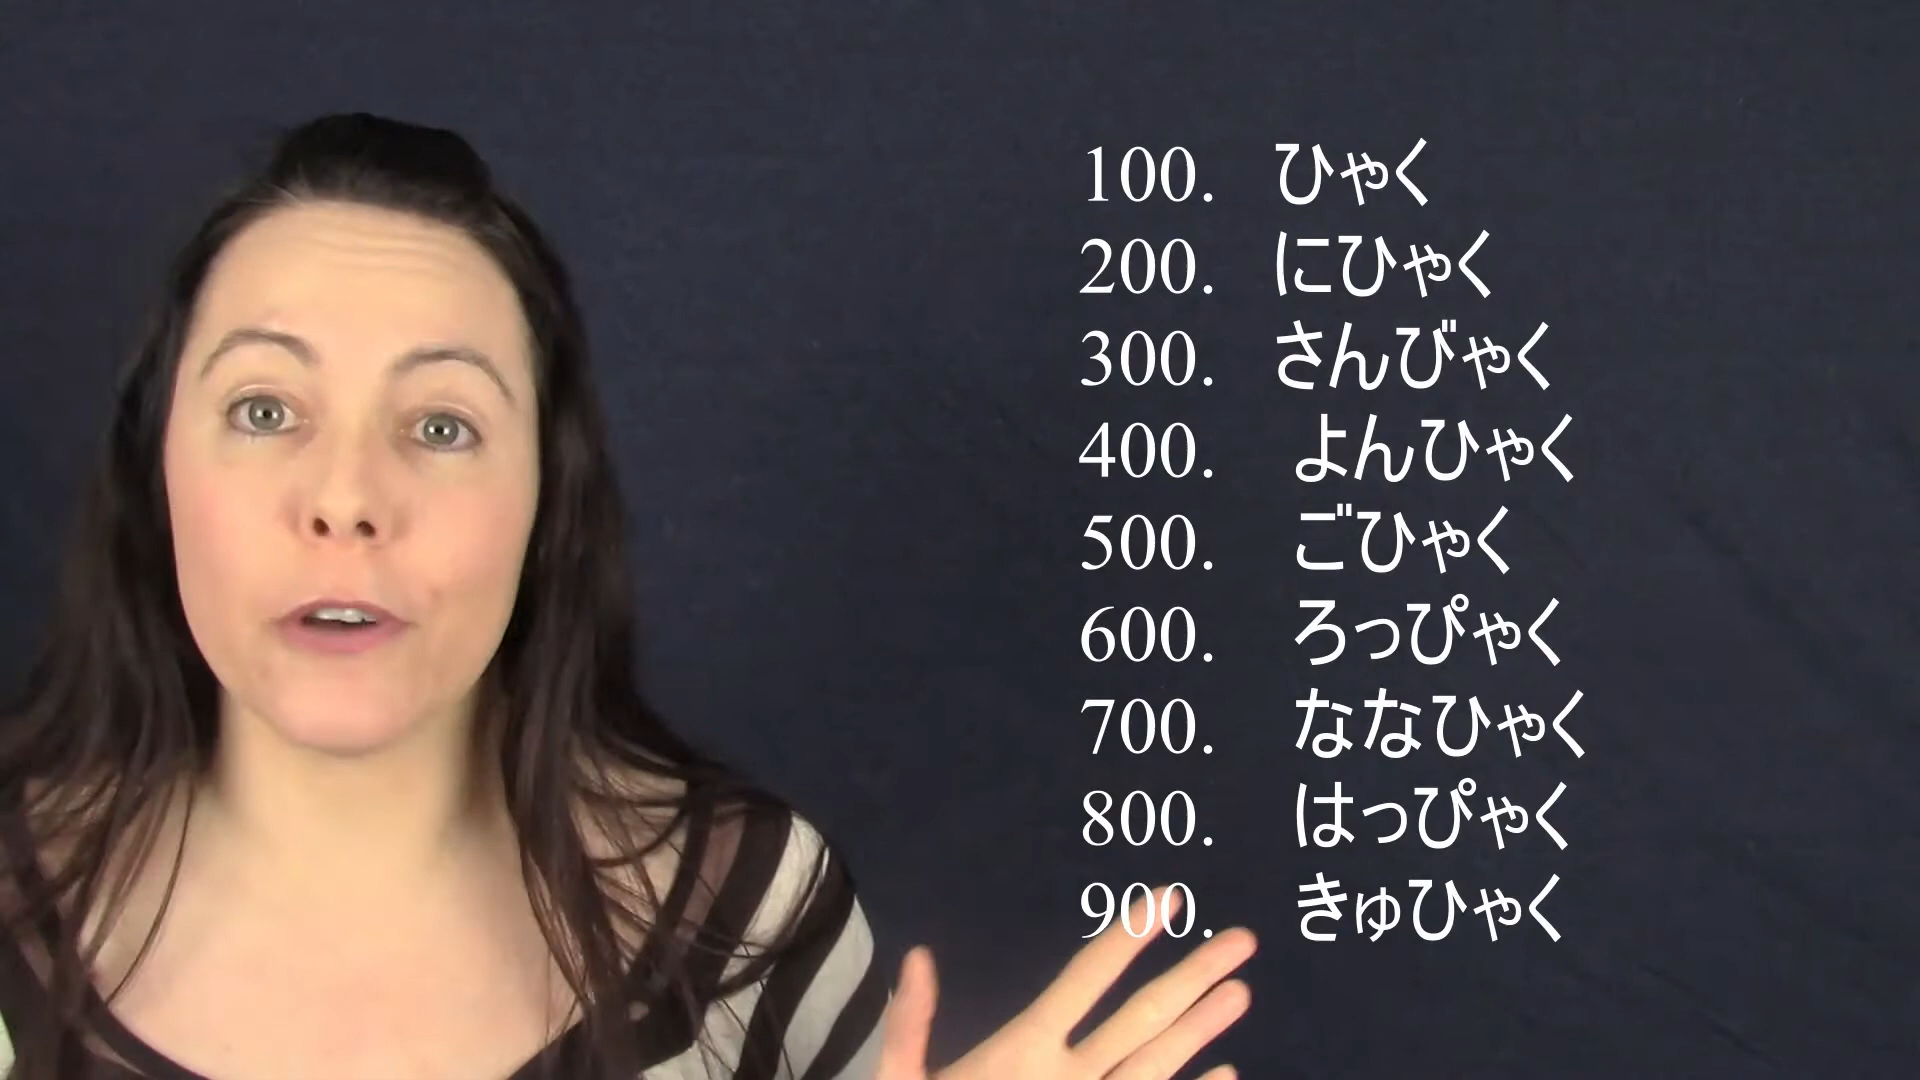 100. ひゃく
200. にひゃく
300. さんびゃく
400. よんひゃく
500. ごひゃく
600. ろっぴゃく
700. ななひゃく
800. はっぴゃく
900. きゅひゃく